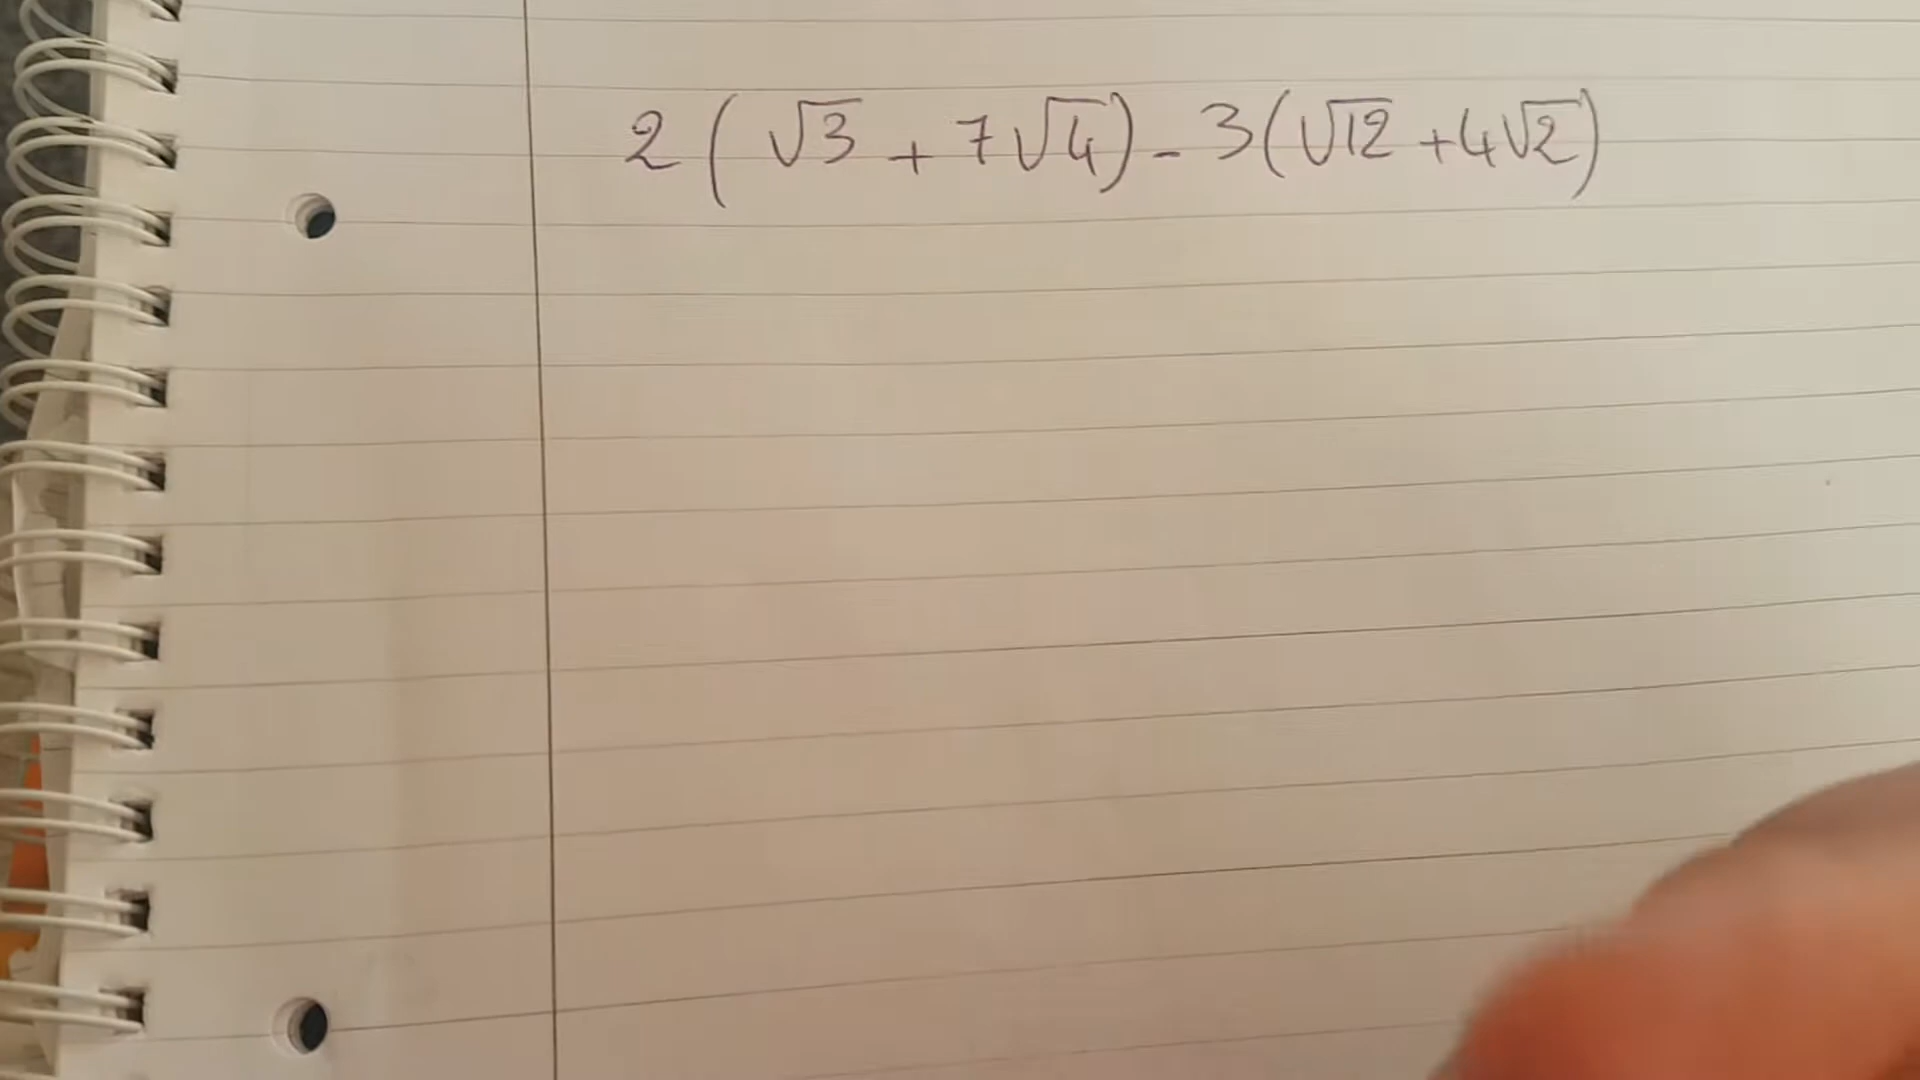 2(√3 + 7√4) - 3(√12 + 4√2)